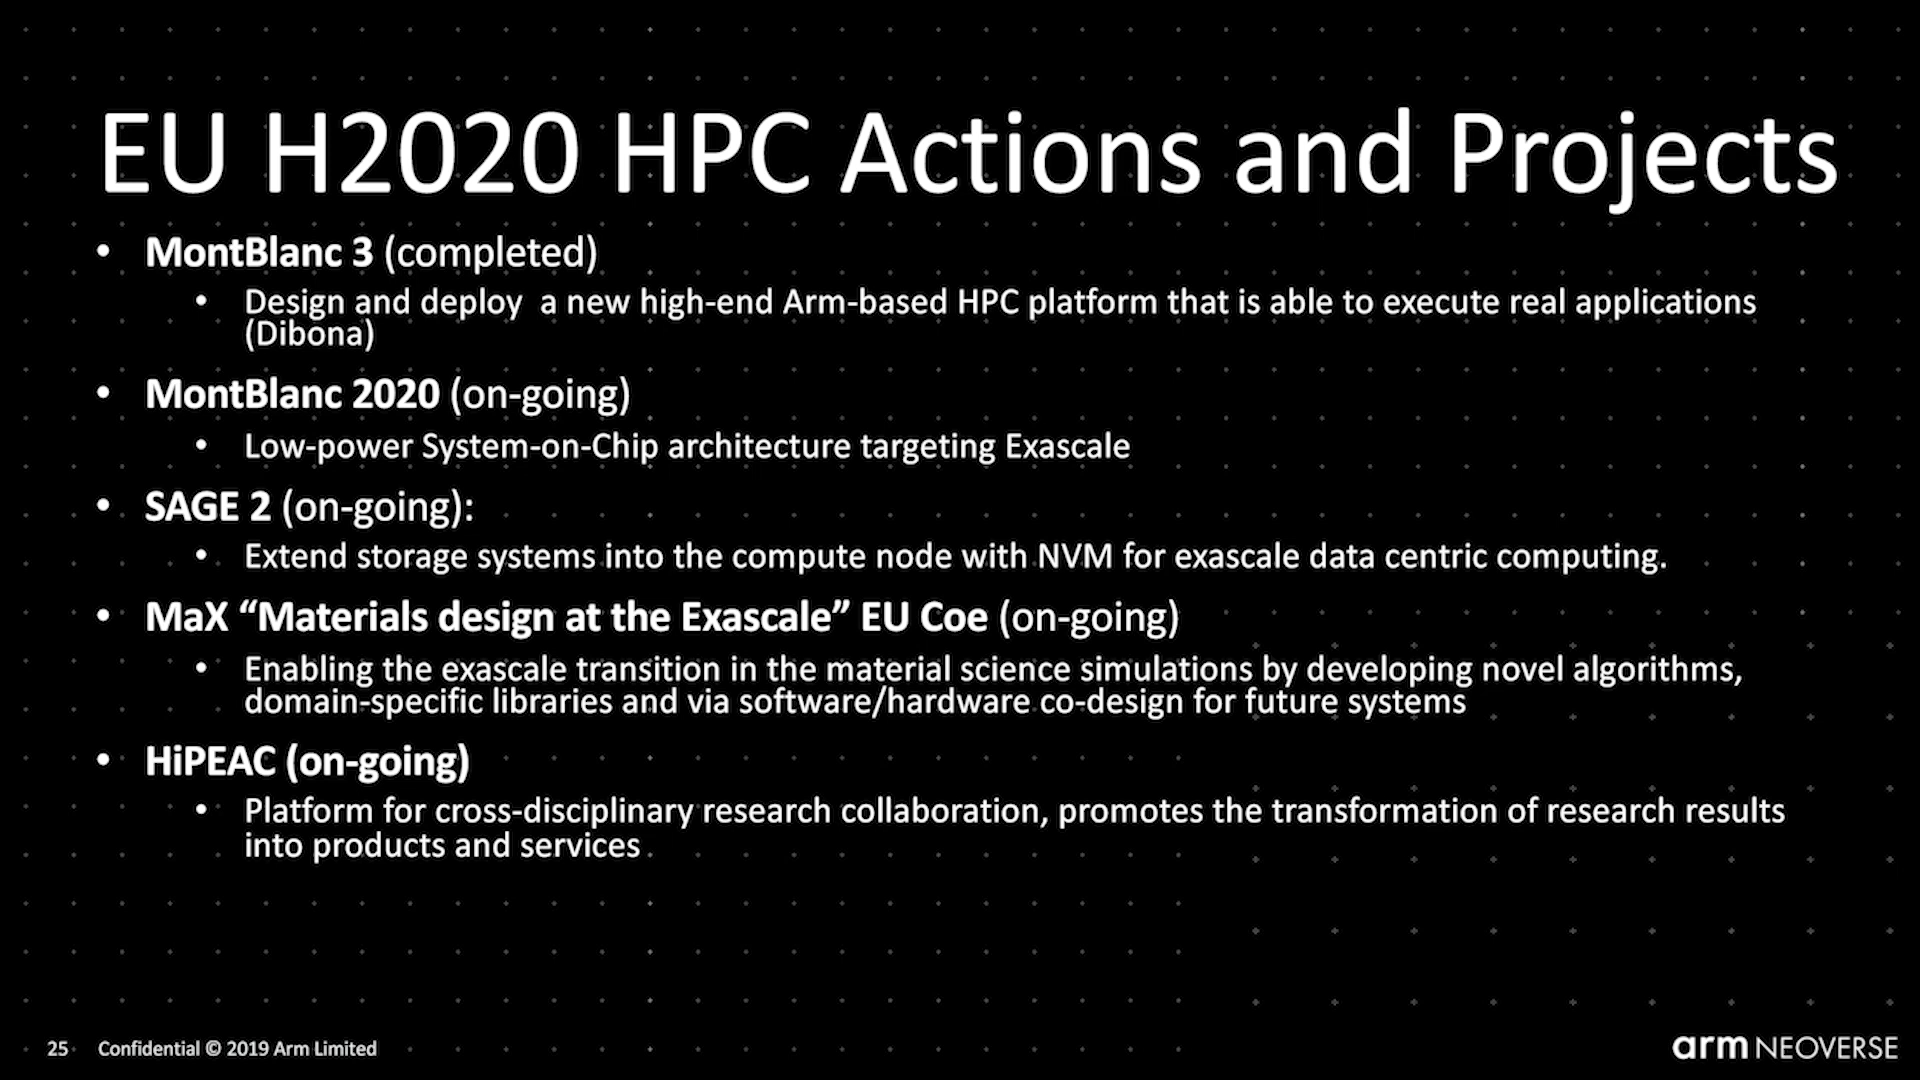 EU H2020 HPC Actions and Projects
• MontBlanc 3 (completed)
• Design and deploy a new high-end Arm-based HPC platform that is able to execute real applications
(Dibona)
• MontBlanc 2020 (on-going)
• Low-power System-on-Chip architecture targeting Exascale
• SAGE 2 (on-going):
• Extend storage systems into the compute node with NVM for exascale data centric computing.
• MaX “Materials design at the Exascale” EU Coe (on-going)
• Enabling the exascale transition in the material science simulations by developing novel algorithms,
domain-specific libraries and via software/hardware co-design for future systems
• HiPEAC (on-going)
• Platform for cross-disciplinary research collaboration, promotes the transformation of research results
into products and services
25 Confidential © 2019 Arm Limited
arm NEOVERSE